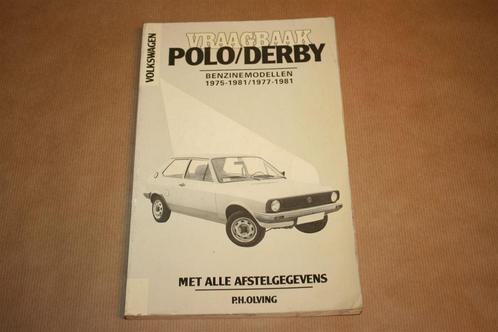 VOLKSWAGEN
VRAAGBAAK
POLO/DERBY
BENZINEMODELLEN
1975-1981/1977-1981
MET ALLE AFSTELGEGEVENS
P.H.OLVING